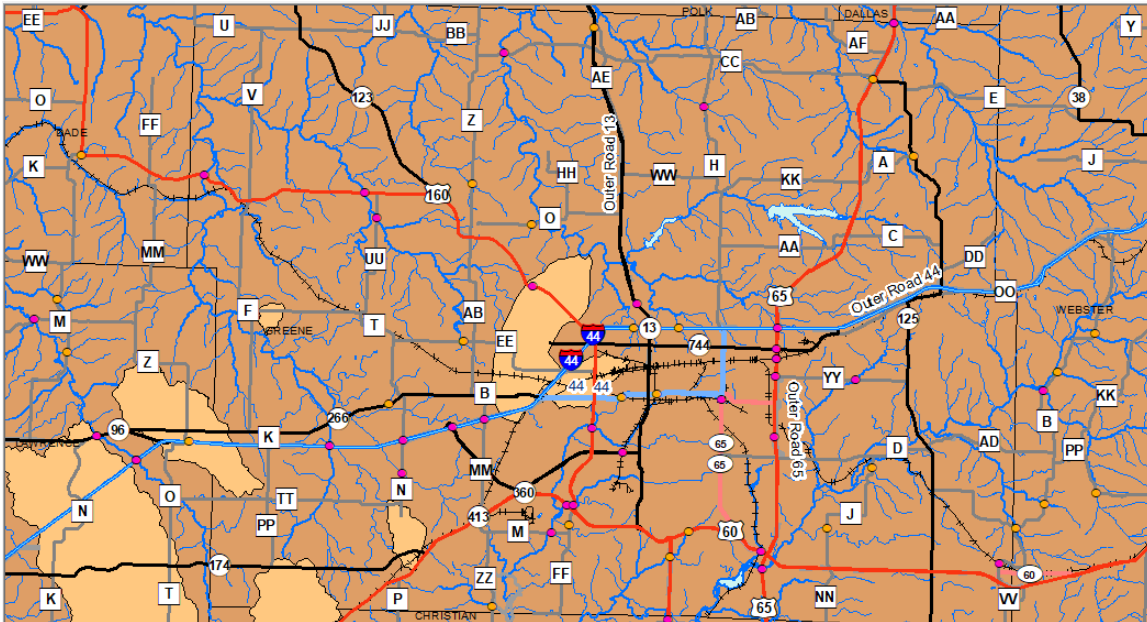 EE
U
JJ
BB
POLK
AB
DALLAS
AA
Y
AF
CC
AE
V
123
O
FF
Z
E
38
DADE
Outer Road 13
K
HH
WW
H
KK
A
J
160
O
MM
UU
AA
C
WW
DD
65
Outer Road 44
OO
M
F
GREENE
T
AB
EE
44
13
744
125
WEBSTER
44
44
44
Z
YY
Outer Road 65
B
KK
B
96
266
K
LAWRENCE
65
D
AD
PP
65
MM
N
O
TT
N
360
J
PP
413
M
60
174
ZZ
FF
60
K
T
P
CHRISTIAN
65
NN
VV